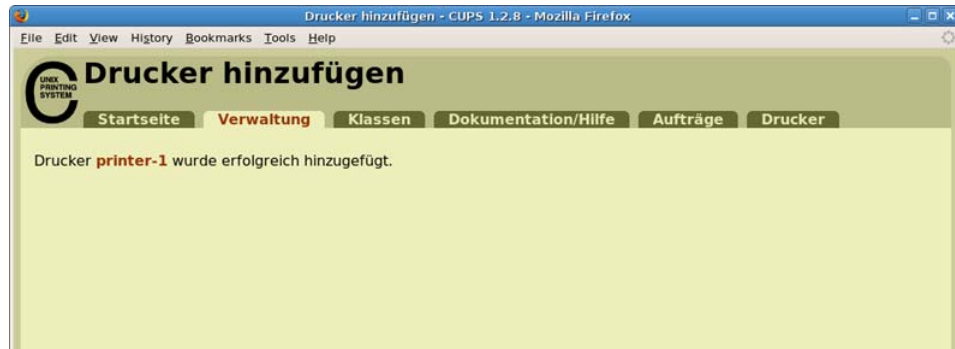 Drucker hinzufügen - CUPS 1.2.8 - Mozilla Firefox
File Edit View History Bookmarks Tools Help
UNIX
PRINTING
SYSTEM
Drucker hinzufügen
Startseite Verwaltung Klassen Dokumentation/Hilfe Aufträge Drucker
Drucker printer-1 wurde erfolgreich hinzugefügt.